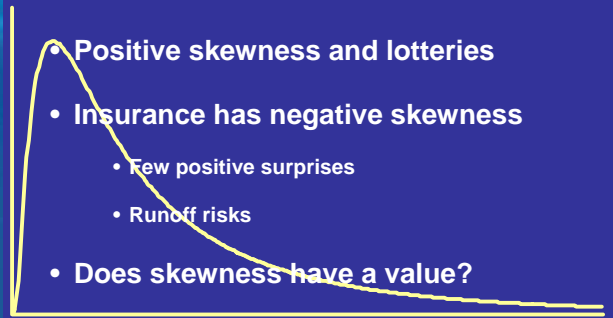 • Positive skewness and lotteries
• Insurance has negative skewness
• Few positive surprises
• Runoff risks
• Does skewness have a value?